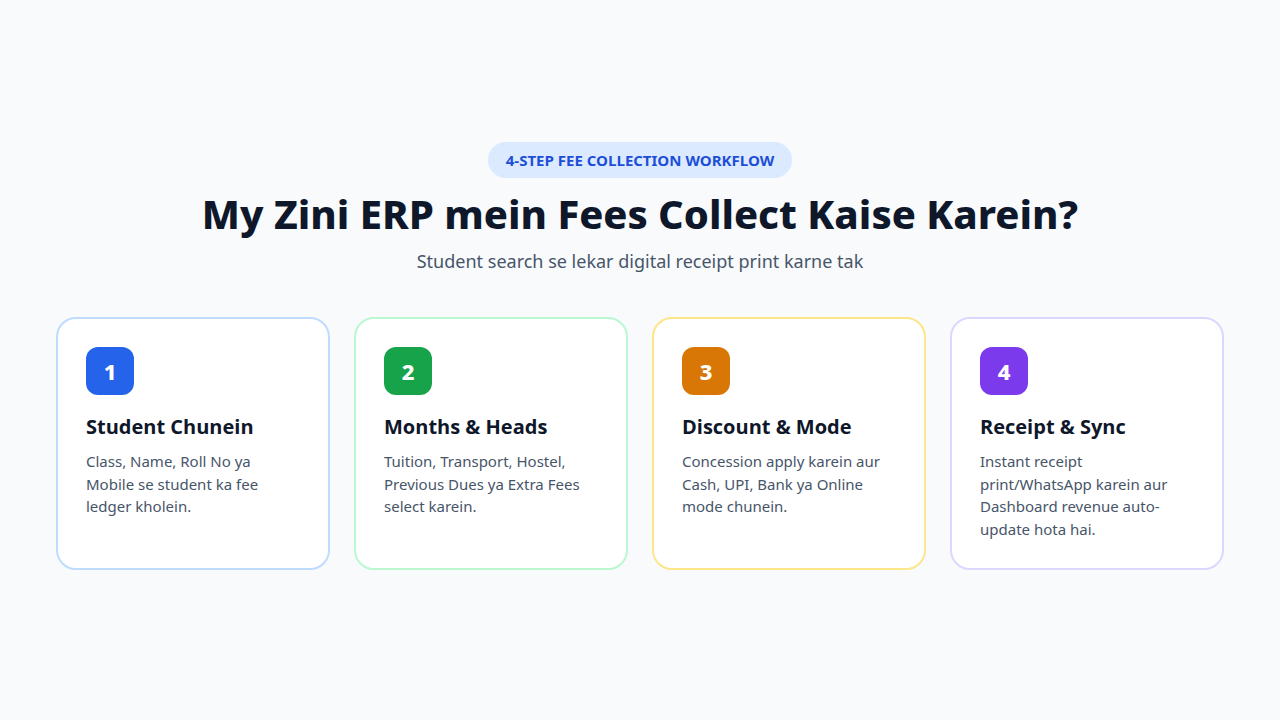 4-STEP FEE COLLECTION WORKFLOW
My Zini ERP mein Fees Collect Kaise Karein?
Student search se lekar digital receipt print karne tak
1
Student Chunein
Class, Name, Roll No ya
Mobile se student ka fee
ledger kholein.
2
Months & Heads
Tuition, Transport, Hostel,
Previous Dues ya Extra Fees
select karein.
3
Discount & Mode
Concession apply karein aur
Cash, UPI, Bank ya Online
mode chunein.
4
Receipt & Sync
Instant receipt
print/WhatsApp karein aur
Dashboard revenue auto-
update hota hai.